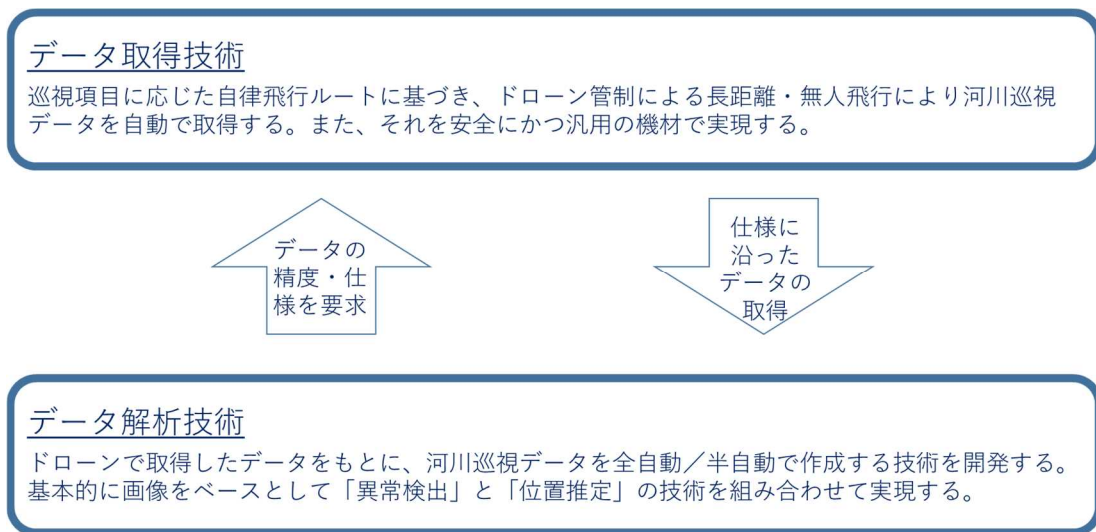 データ取得技術
巡視項目に応じた自律飛行ルートに基づき、ドローン管制による長距離・無人飛行により河川巡視
データを自動で取得する。また、それを安全にかつ汎用の機材で実現する。
データの
精度・仕
様を要求
仕様に
沿った
データの
取得
データ解析技術
ドローンで取得したデータをもとに、河川巡視データを全自動／半自動で作成する技術を開発する。
基本的に画像をベースとして「異常検出」と「位置推定」の技術を組み合わせて実現する。